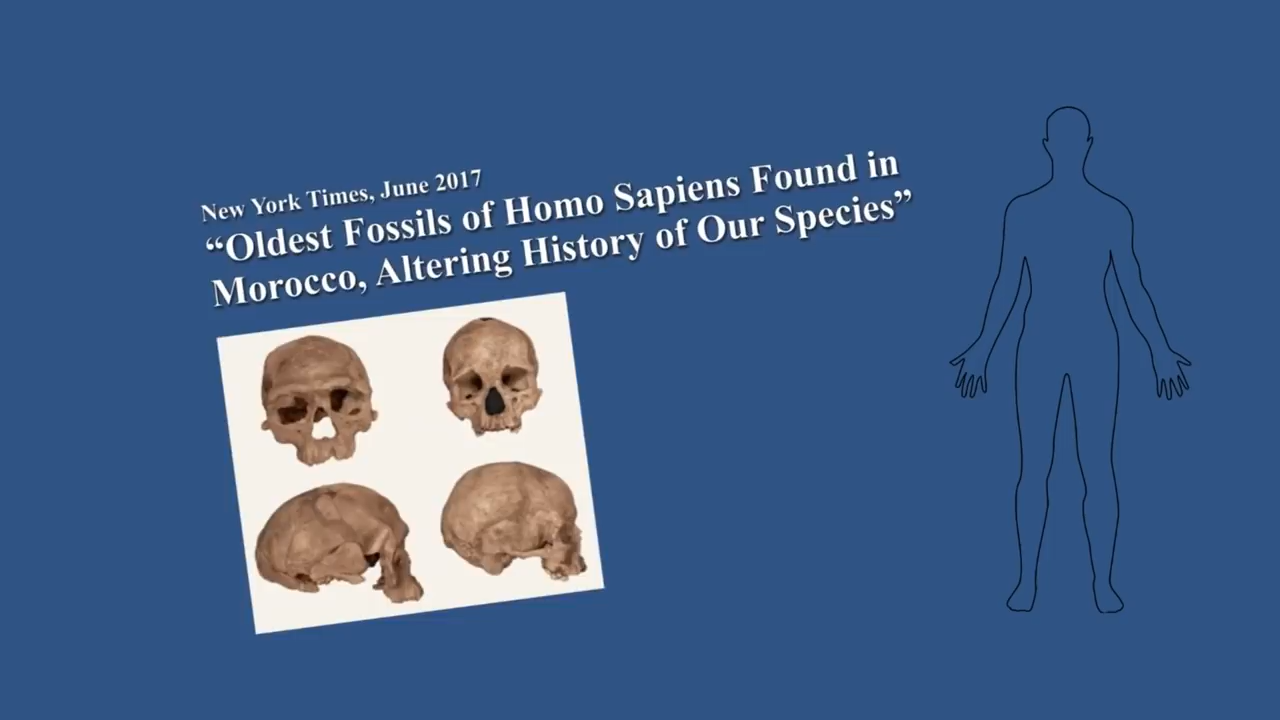 New York Times, June 2017
“Oldest Fossils of Homo Sapiens Found in
Morocco, Altering History of Our Species”